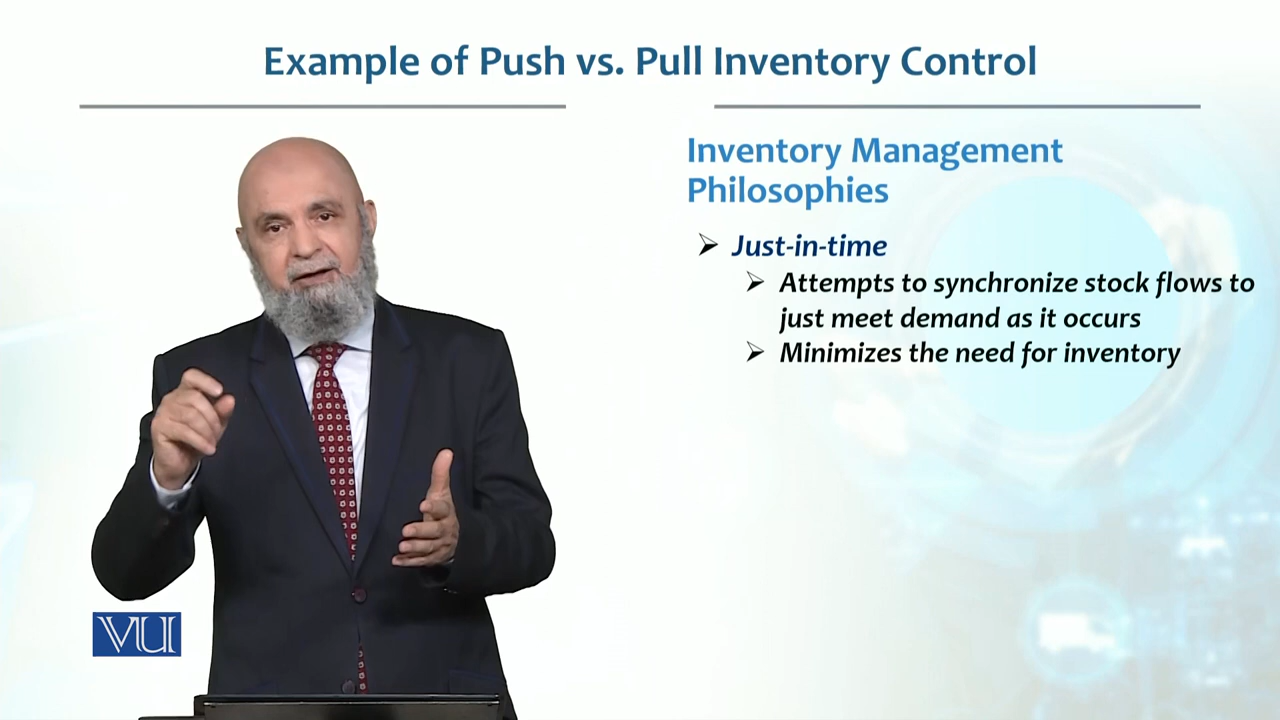 Example of Push vs. Pull Inventory Control
Inventory Management
Philosophies
➢ Just-in-time
➢ Attempts to synchronize stock flows to
just meet demand as it occurs
➢ Minimizes the need for inventory
VU